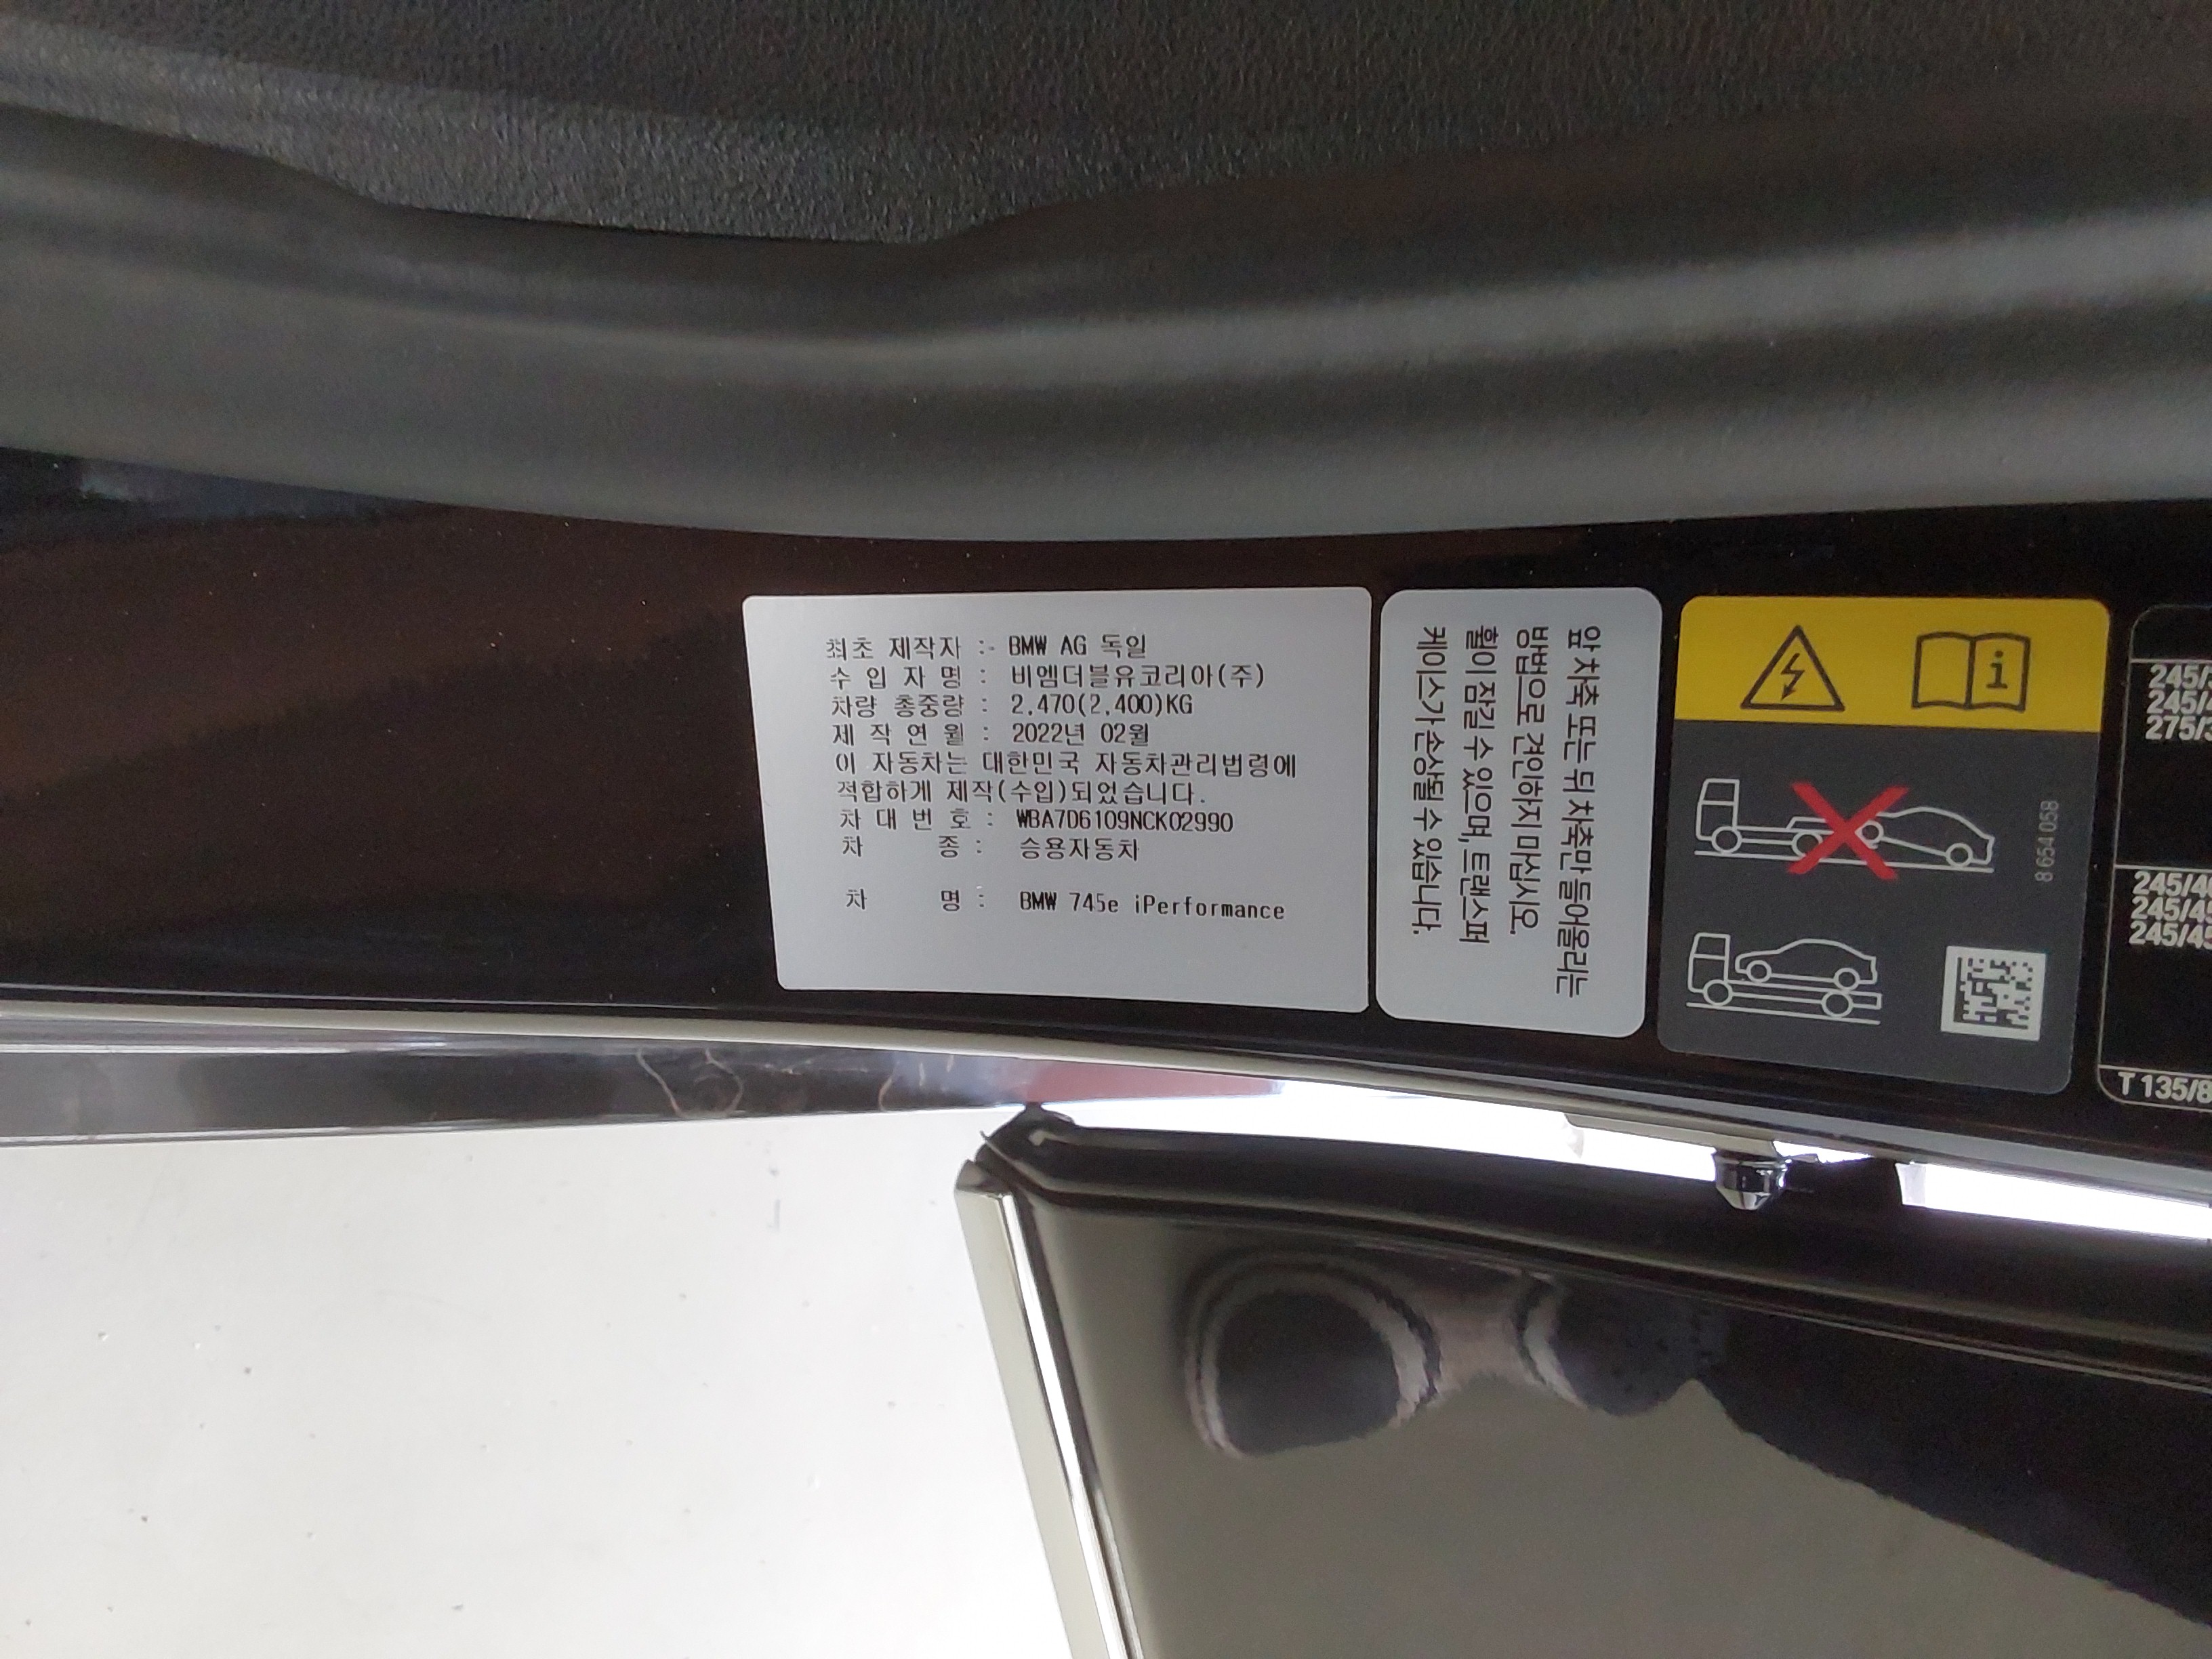 최초 제작자 : BMW AG 독일
수 입 자 명 : 비엠더블유코리아(주)
차량 총중량 : 2.470(2.400)KG
제 작 연 월 : 2022년 02월
이 자동차는 대한민국 자동차관리법령에
적합하게 제작(수입)되었습니다.
차 대 번 호 : WBA7D6109NCK02990
차 종 : 승용자동차
차 명 : BMW 745e iPerformance
앞 차축 또는 뒤 차축만 들어올리는
방법으로 견인하지 마십시오.
휠이 잠길 수 있으며, 트랜스퍼
케이스가 손상될 수 있습니다.
i
8 654 058
245/
245/4
275/3
245/4
245/45
245/45
T 135/8